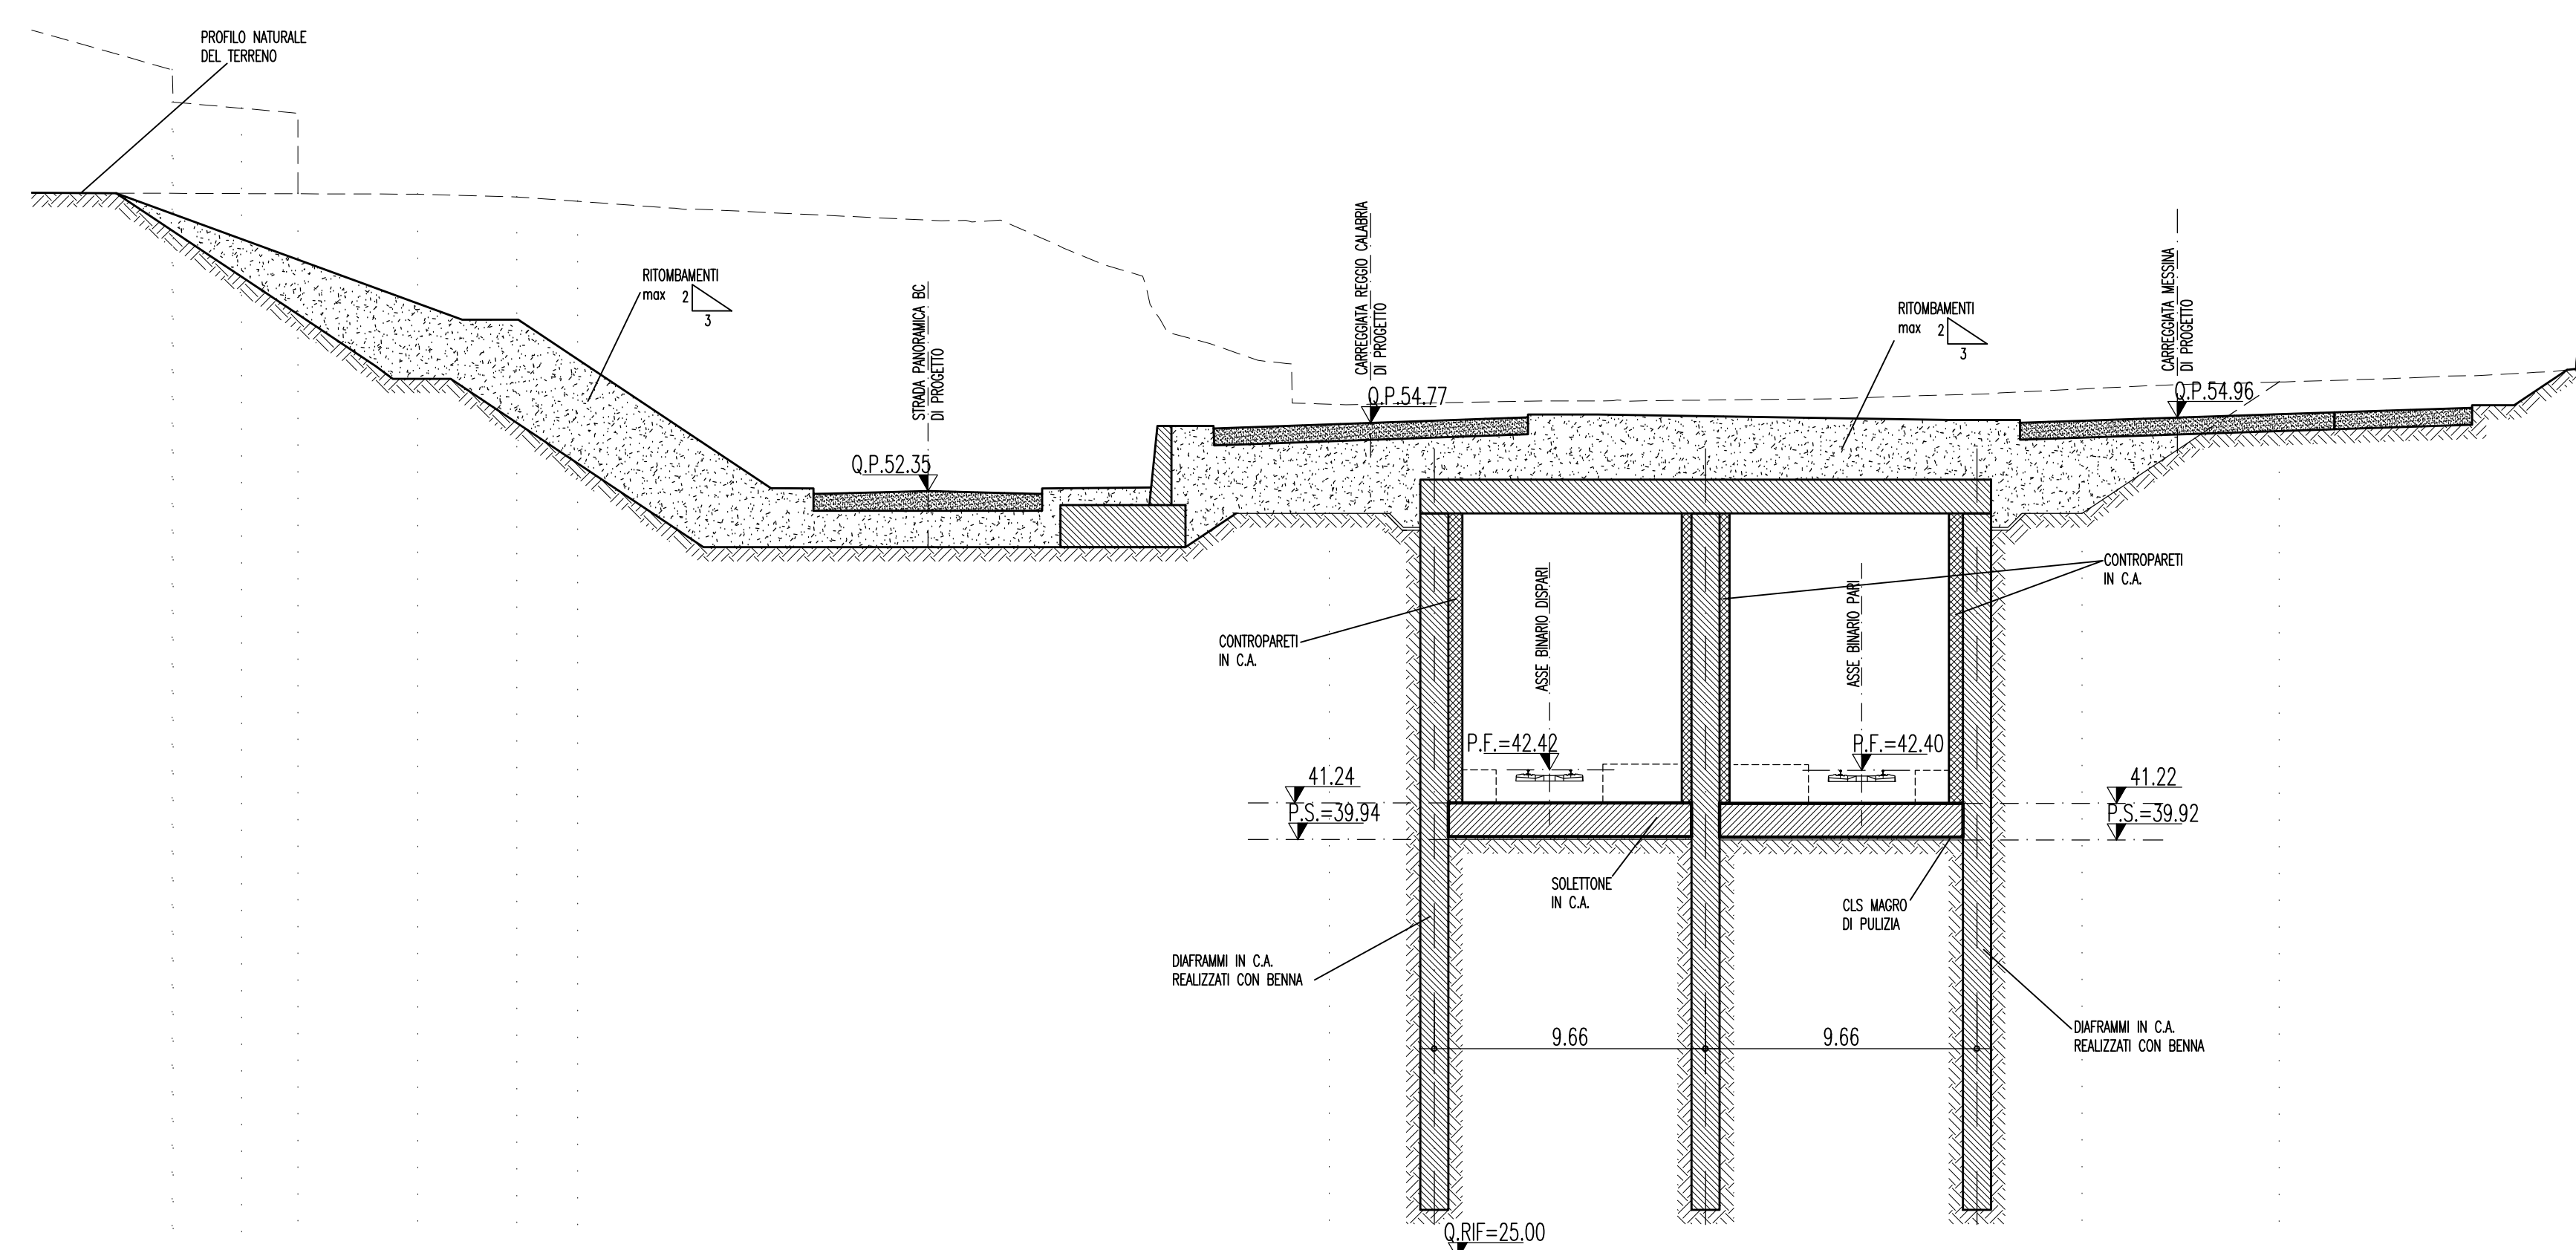 PROFILO NATURALE
DEL TERRENO
RITOMBAMENTI
max 2
3
STRADA PANORAMICA BC
DI PROGETTO
Q.P.52.35
CARREGGIATA REGGIO CALABRIA
DI PROGETTO
Q.P.54.77
RITOMBAMENTI
max 2
3
CARREGGIATA MESSINA
DI PROGETTO
Q.P.54.96
CONTROPARETI
IN C.A.
ASSE BINARIO DISPARI
ASSE BINARIO PARI
CONTROPARETI
IN C.A.
P.F.=42.42
P.F.=42.40
41.24
P.S.=39.94
41.22
P.S.=39.92
SOLETTONE
IN C.A.
CLS MAGRO
DI PULIZIA
DIAFRAMMI IN C.A.
REALIZZATI CON BENNA
9.66
9.66
DIAFRAMMI IN C.A.
REALIZZATI CON BENNA
Q.RIF=25.00